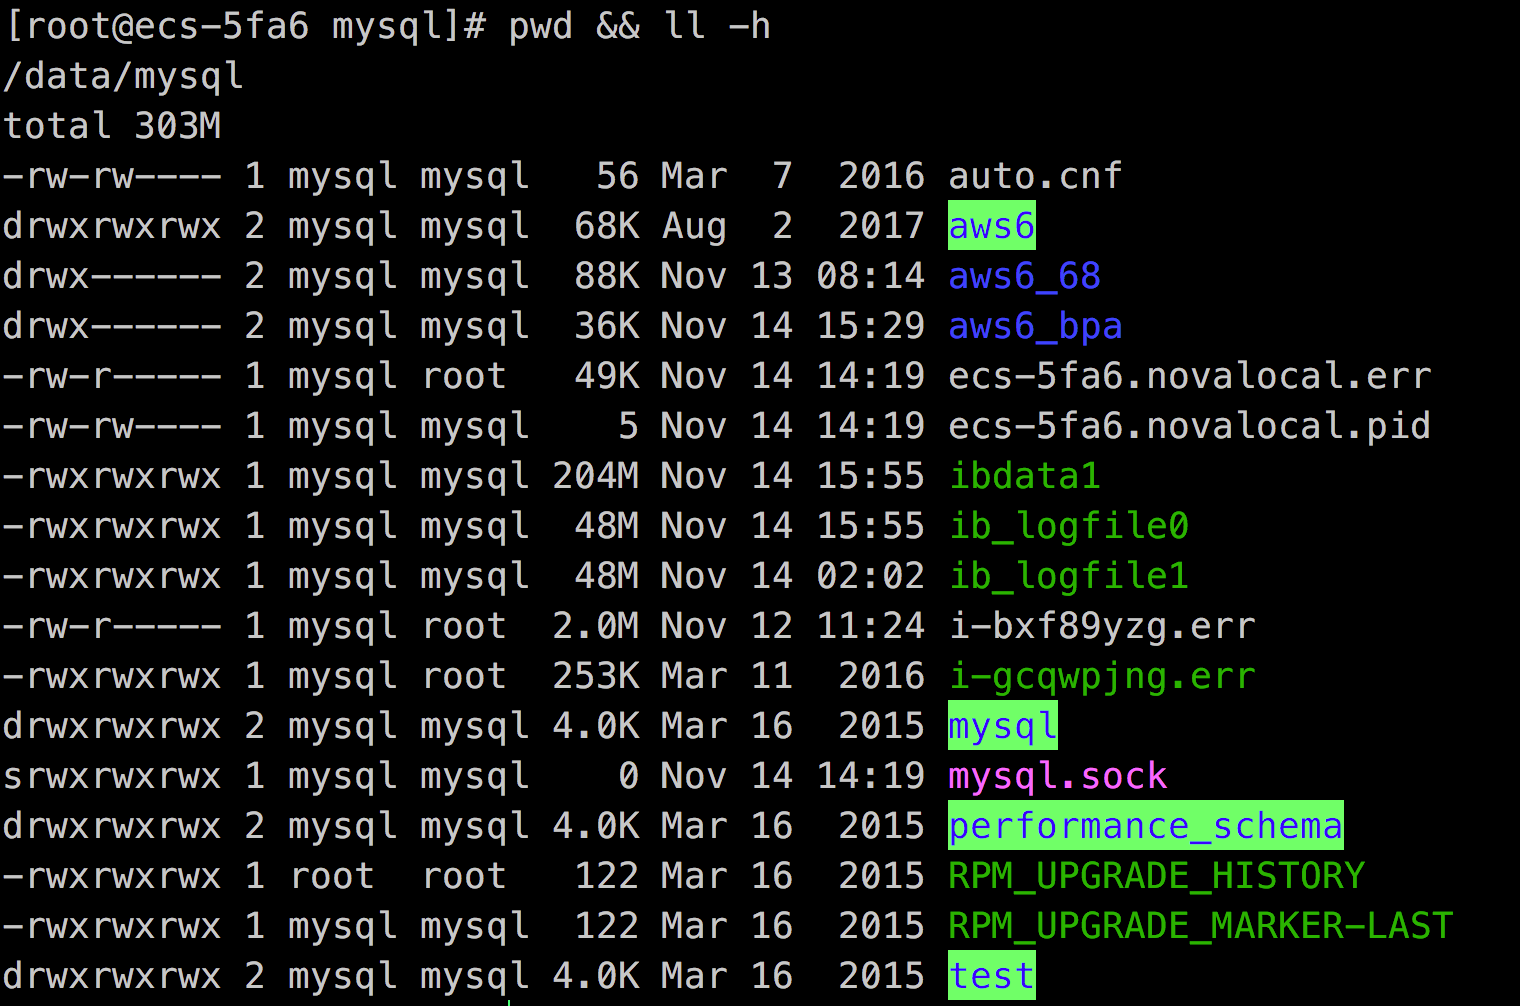 [root@ecs-5fa6 mysql]# pwd && ll -h
/data/mysql
total 303M
-rw-rw---- 1 mysql mysql   56 Mar  7  2016 auto.cnf
drwxrwxrwx 2 mysql mysql  68K Aug  2  2017 aws6
drwx------ 2 mysql mysql  88K Nov 13 08:14 aws6_68
drwx------ 2 mysql mysql  36K Nov 14 15:29 aws6_bpa
-rw-r----- 1 mysql root   49K Nov 14 14:19 ecs-5fa6.novalocal.err
-rw-rw---- 1 mysql mysql    5 Nov 14 14:19 ecs-5fa6.novalocal.pid
-rwxrwxrwx 1 mysql mysql 204M Nov 14 15:55 ibdata1
-rwxrwxrwx 1 mysql mysql  48M Nov 14 15:55 ib_logfile0
-rwxrwxrwx 1 mysql mysql  48M Nov 14 02:02 ib_logfile1
-rw-r----- 1 mysql root  2.0M Nov 12 11:24 i-bxf89yzg.err
-rwxrwxrwx 1 mysql root  253K Mar 11  2016 i-gcqwpjng.err
drwxrwxrwx 2 mysql mysql 4.0K Mar 16  2015 mysql
srwxrwxrwx 1 mysql mysql    0 Nov 14 14:19 mysql.sock
drwxrwxrwx 2 mysql mysql 4.0K Mar 16  2015 performance_schema
-rwxrwxrwx 1 root  root   122 Mar 16  2015 RPM_UPGRADE_HISTORY
-rwxrwxrwx 1 mysql mysql  122 Mar 16  2015 RPM_UPGRADE_MARKER-LAST
drwxrwxrwx 2 mysql mysql 4.0K Mar 16  2015 test